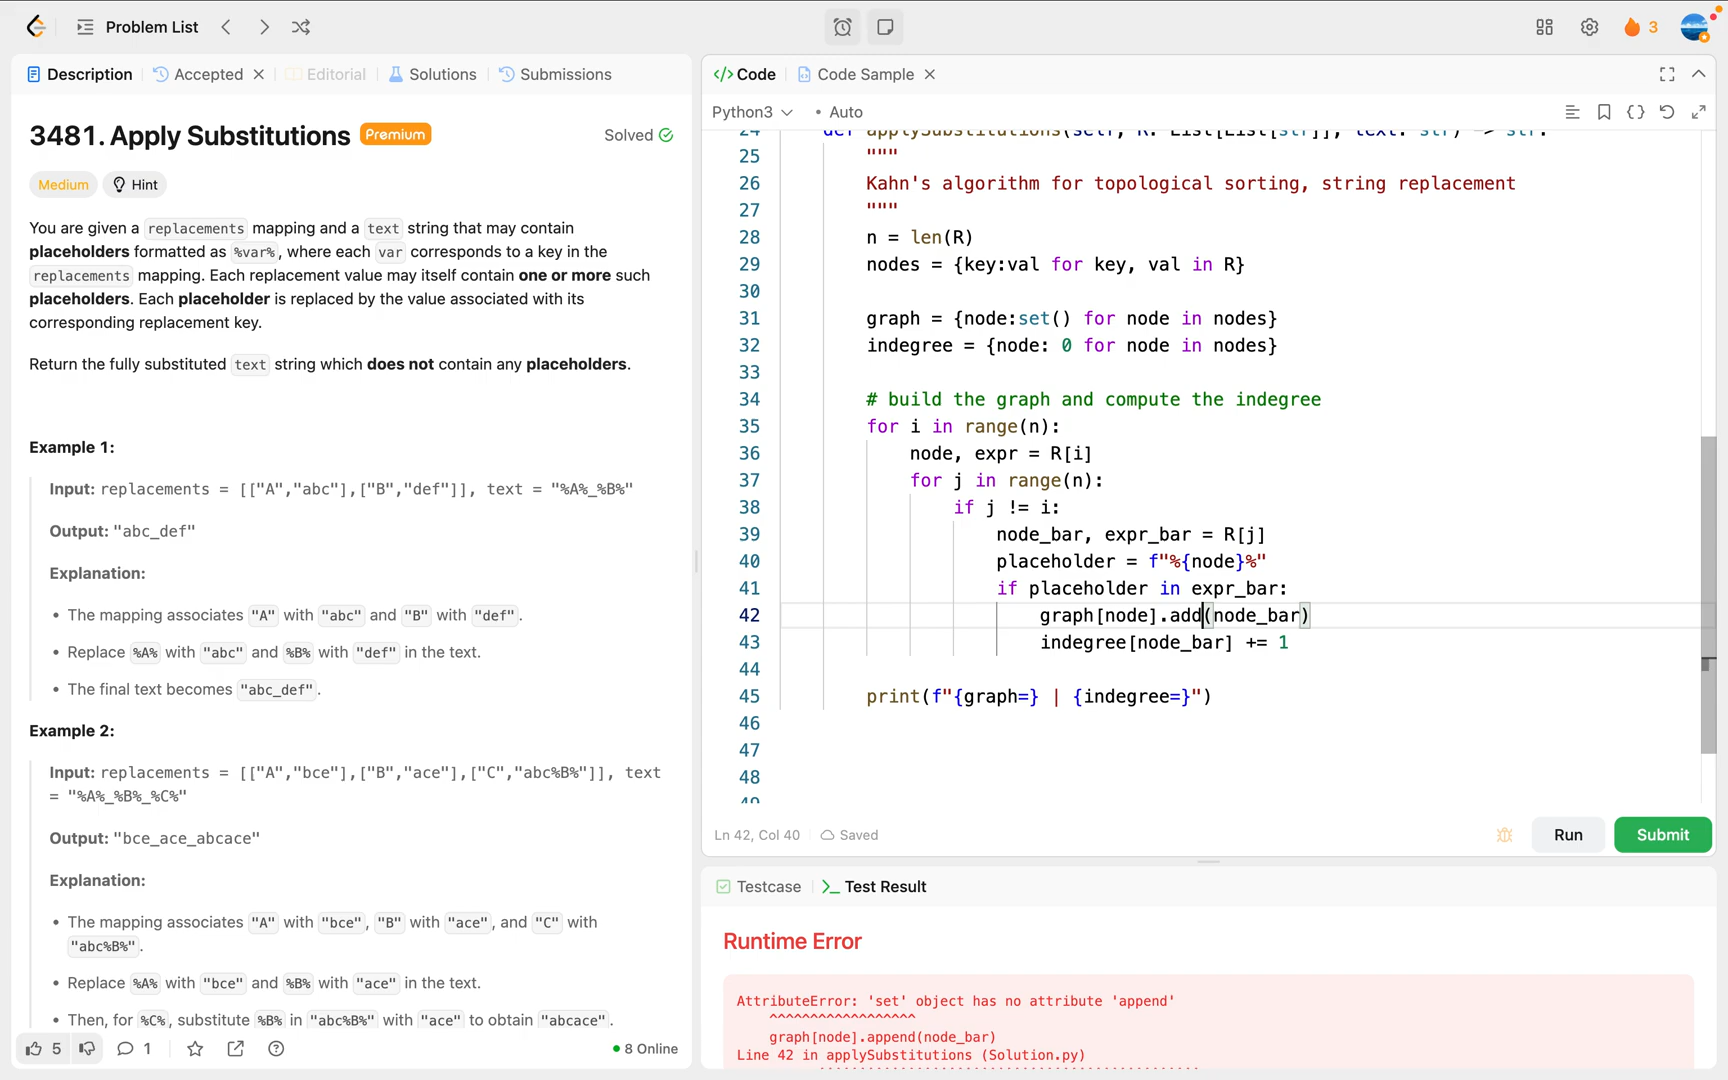 Problem List
3
Description
Accepted
Editorial
Solutions
Submissions
3481. Apply Substitutions
Premium
Solved
Medium
Hint
You are given a replacements mapping and a text string that may contain
placeholders formatted as %var%, where each var corresponds to a key in the
replacements mapping. Each replacement value may itself contain one or more such
placeholders. Each placeholder is replaced by the value associated with its
corresponding replacement key.
Return the fully substituted text string which does not contain any placeholders.
Example 1:
Input: replacements = [["A","abc"],["B","def"]], text = "%A%_%B%"
Output: "abc_def"
Explanation:
• The mapping associates "A" with "abc" and "B" with "def".
• Replace %A% with "abc" and %B% with "def" in the text.
• The final text becomes "abc_def".
Example 2:
Input: replacements = [["A","bce"],["B","ace"],["C","abc%B%"]], text
= "%A%_%B%_%C%"
Output: "bce_ace_abcace"
Explanation:
• The mapping associates "A" with "bce", "B" with "ace", and "C" with
"abc%B%".
• Replace %A% with "bce" and %B% with "ace" in the text.
• Then, for %C%, substitute %B% in "abc%B%" with "ace" to obtain "abcace".
5
1
8 Online
</> Code
Code Sample
Python3
• Auto
24 def applySubstitutions(self, R: List[List[str]], text: str) -> str:
25 """
26 Kahn's algorithm for topological sorting, string replacement
27 """
28 n = len(R)
29 nodes = {key:val for key, val in R}
30
31 graph = {node:set() for node in nodes}
32 indegree = {node: 0 for node in nodes}
33
34 # build the graph and compute the indegree
35 for i in range(n):
36 node, expr = R[i]
37 for j in range(n):
38 if j != i:
39 node_bar, expr_bar = R[j]
40 placeholder = f"%{node}%"
41 if placeholder in expr_bar:
42 graph[node].add(node_bar)
43 indegree[node_bar] += 1
44
45 print(f"{graph=} | {indegree=}")
46
47
48
49
Ln 42, Col 40
Saved
Run
Submit
Testcase
>_ Test Result
Runtime Error
AttributeError: 'set' object has no attribute 'append'
^^^^^^^^^^^^^^^^^^
graph[node].append(node_bar)
Line 42 in applySubstitutions (Solution.py)